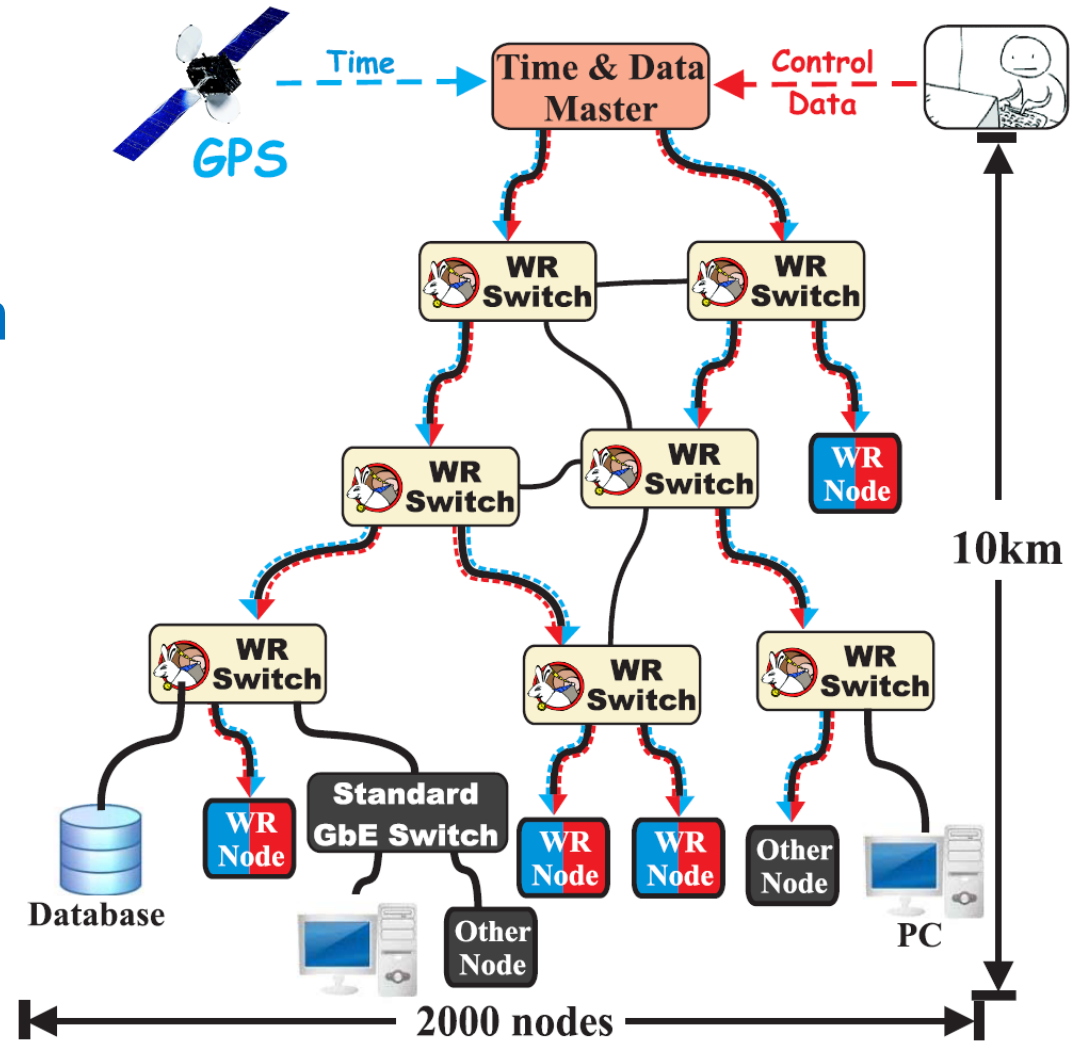 Time
Time & Data
Master
Control
Data
GPS
WR
Switch
WR
Switch
n
WR
Switch
WR
Switch
WR
Node
10km
WR
Switch
WR
Switch
WR
Switch
Standard
GbE Switch
WR
Node
WR
Node
WR
Node
Other
Node
Database
Other
Node
PC
2000 nodes